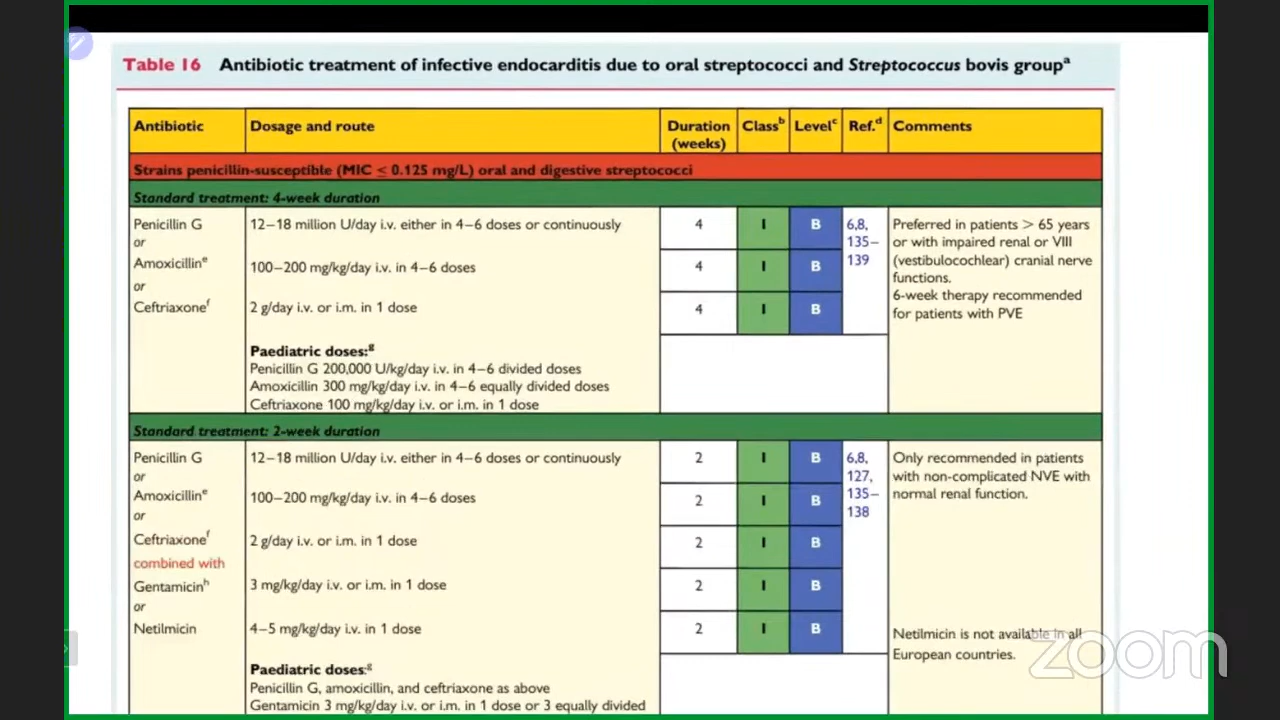 Table 16 Antibiotic treatment of infective endocarditis due to oral streptococci and Streptococcus bovis groupᵃ
Antibiotic Dosage and route Duration (weeks) Classᵇ Levelᶜ Ref.ᵈ Comments
Strains penicillin-susceptible (MIC ≤ 0.125 mg/L) oral and digestive streptococci
Standard treatment: 4-week duration
Penicillin G 12–18 million U/day i.v. either in 4–6 doses or continuously 4 I B 6,8, Preferred in patients > 65 years
or 135– or with impaired renal or VIII
Amoxicillinᵉ 100–200 mg/kg/day i.v. in 4–6 doses 4 I B 139 (vestibulocochlear) cranial nerve
or functions.
6-week therapy recommended
Ceftriaxoneᶠ 2 g/day i.v. or i.m. in 1 dose 4 I B for patients with PVE
Paediatric doses:ᵍ
Penicillin G 200,000 U/kg/day i.v. in 4–6 divided doses
Amoxicillin 300 mg/kg/day i.v. in 4–6 equally divided doses
Ceftriaxone 100 mg/kg/day i.v. or i.m. in 1 dose
Standard treatment: 2-week duration
Penicillin G 12–18 million U/day i.v. either in 4–6 doses or continuously 2 I B 6,8, Only recommended in patients
or 127, with non-complicated NVE with
Amoxicillinᵉ 100–200 mg/kg/day i.v. in 4–6 doses 2 I B 135– normal renal function.
or 138
Ceftriaxoneᶠ 2 g/day i.v. or i.m. in 1 dose 2 I B
combined with
Gentamicinʰ 3 mg/kg/day i.v. or i.m. in 1 dose 2 I B
or
Netilmicin 4–5 mg/kg/day i.v. in 1 dose 2 I B Netilmicin is not available in all
European countries.
Paediatric doses:ᵍ
Penicillin G, amoxicillin, and ceftriaxone as above
Gentamicin 3 mg/kg/day i.v. or i.m. in 1 dose or 3 equally divided
zoom